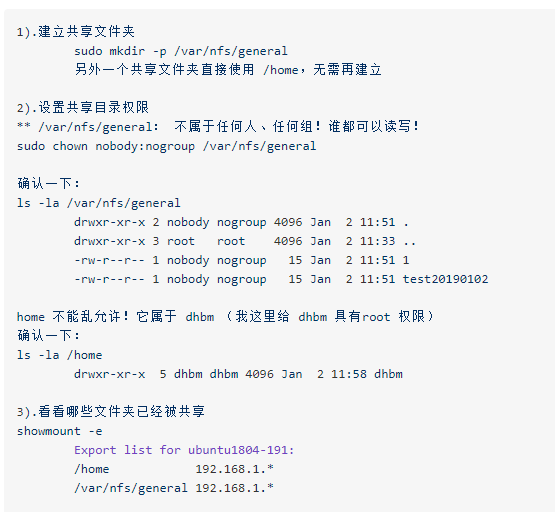 1).建立共享文件夹
sudo mkdir -p /var/nfs/general
另外一个共享文件夹直接使用 /home，无需再建立
2).设置共享目录权限
** /var/nfs/general： 不属于任何人、任何组！谁都可以读写！
sudo chown nobody:nogroup /var/nfs/general
确认一下：
ls -la /var/nfs/general
drwxr-xr-x 2 nobody nogroup 4096 Jan  2 11:51 .
drwxr-xr-x 3 root   root    4096 Jan  2 11:33 ..
-rw-r--r-- 1 nobody nogroup   15 Jan  2 11:51 1
-rw-r--r-- 1 nobody nogroup   15 Jan  2 11:51 test20190102
home 不能乱允许！它属于 dhbm （我这里给 dhbm 具有root 权限）
确认一下：
ls -la /home
drwxr-xr-x  5 dhbm dhbm 4096 Jan  2 11:58 dhbm
3).看看哪些文件夹已经被共享
showmount -e
Export list for ubuntu1804-191:
/home            192.168.1.*
/var/nfs/general 192.168.1.*